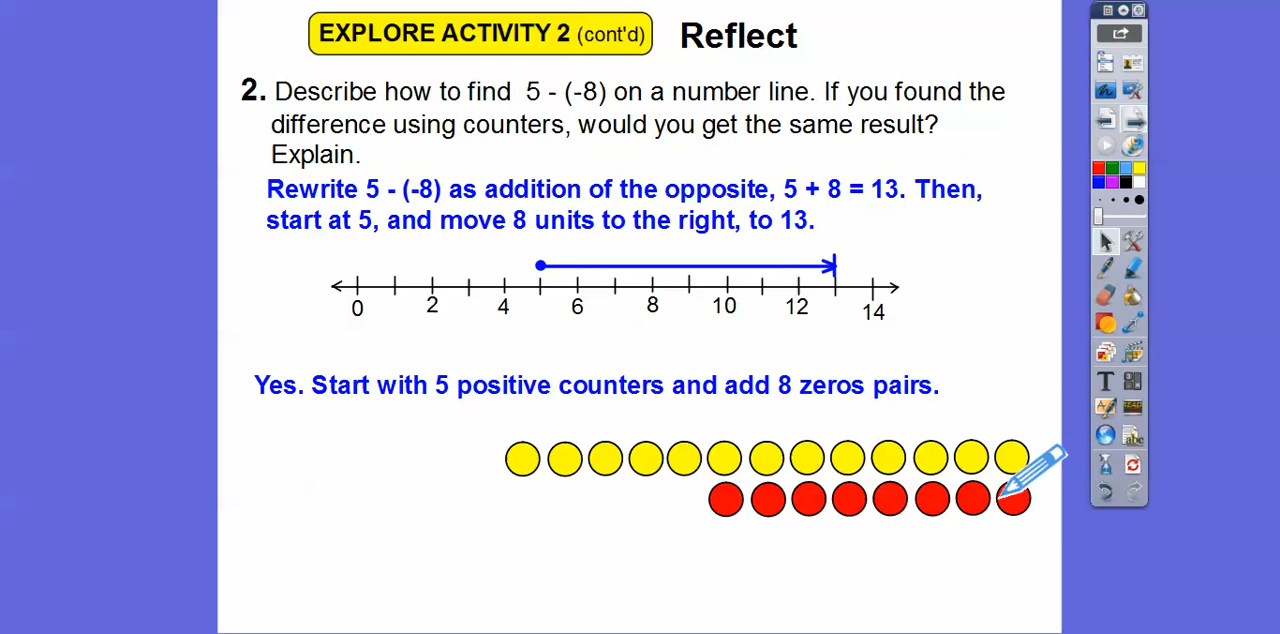 EXPLORE ACTIVITY 2 (cont'd) Reflect
2. Describe how to find 5 - (-8) on a number line. If you found the
difference using counters, would you get the same result?
Explain.
Rewrite 5 - (-8) as addition of the opposite, 5 + 8 = 13. Then,
start at 5, and move 8 units to the right, to 13.
0 2 4 6 8 10 12 14
Yes. Start with 5 positive counters and add 8 zeros pairs.